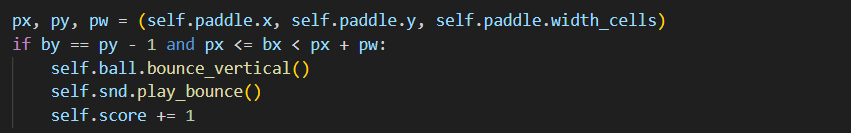 px, py, pw = (self.paddle.x, self.paddle.y, self.paddle.width_cells)
if by == py - 1 and px <= bx < px + pw:
    self.ball.bounce_vertical()
    self.snd.play_bounce()
    self.score += 1